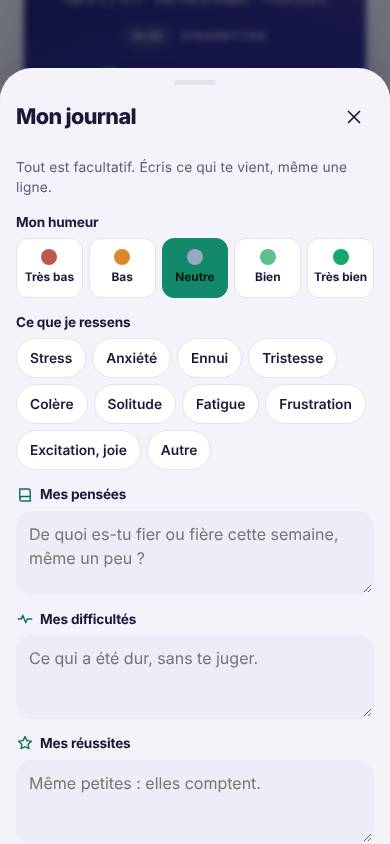 Mon journal
Tout est facultatif. Écris ce qui te vient, même une
ligne.
Mon humeur
Très bas
Bas
Neutre
Bien
Très bien
Ce que je ressens
Stress
Anxiété
Ennui
Tristesse
Colère
Solitude
Fatigue
Frustration
Excitation, joie
Autre
Mes pensées
De quoi es-tu fier ou fière cette semaine,
même un peu ?
Mes difficultés
Ce qui a été dur, sans te juger.
Mes réussites
Même petites : elles comptent.